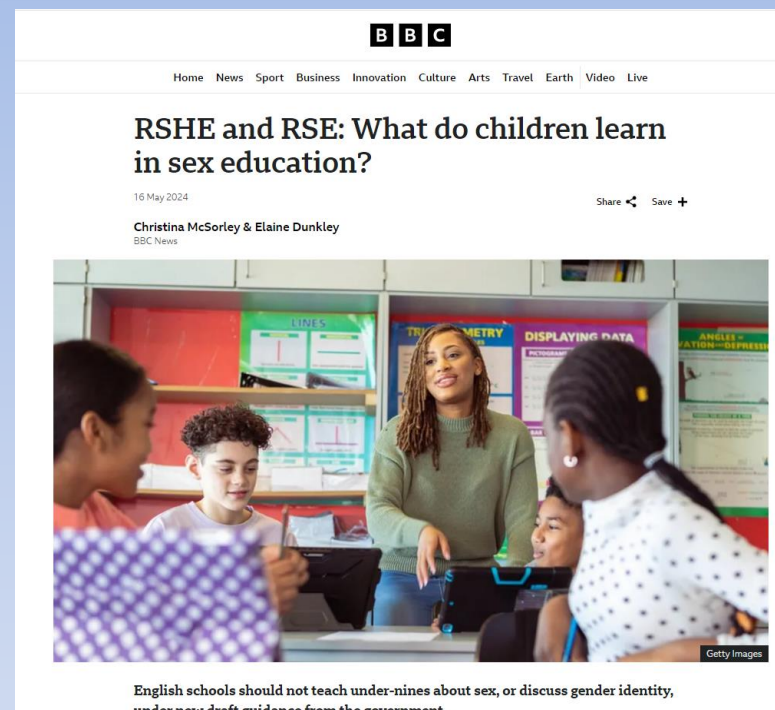 BBC
Home News Sport Business Innovation Culture Arts Travel Earth Video Live
RSHE and RSE: What do children learn
in sex education?
16 May 2024
Share Save
Christina McSorley & Elaine Dunkley
BBC News
LINES
DISPLAYING DATA
ANGLES
Getty Images
English schools should not teach under-nines about sex, or discuss gender identity,
under new draft guidance from the government